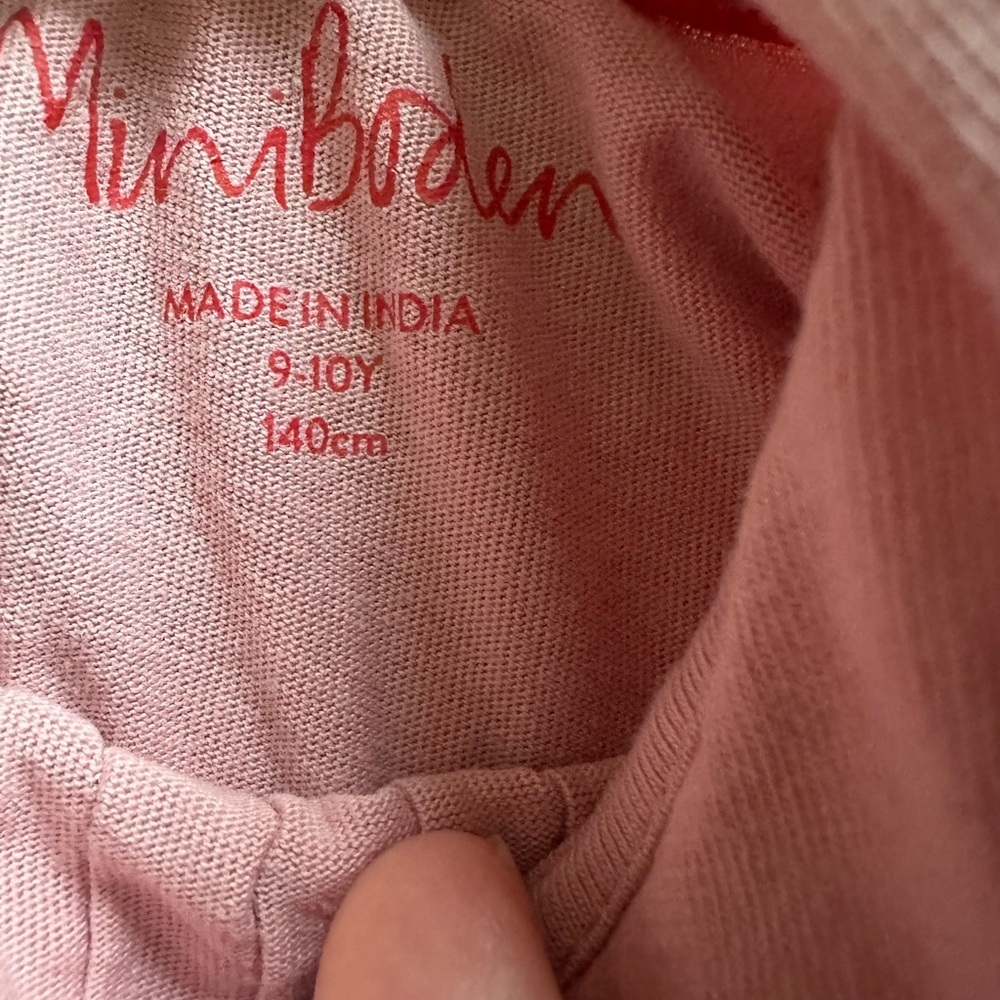 MiniBoden
MADE IN INDIA
9-10Y
140cm